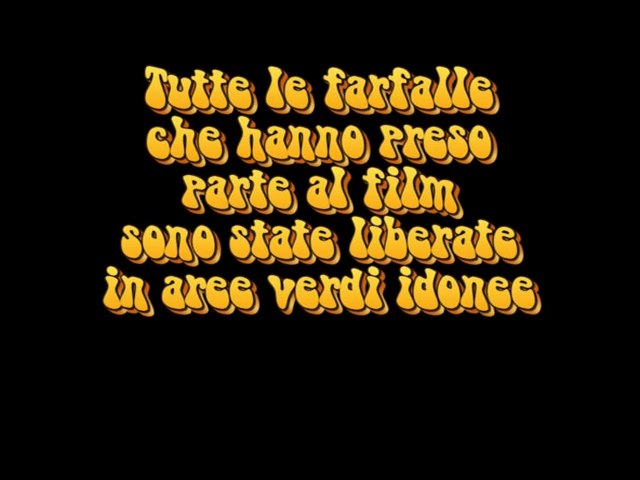 Tutte le farfalle
che hanno preso
parte al film
sono state liberate
in aree verdi idonee